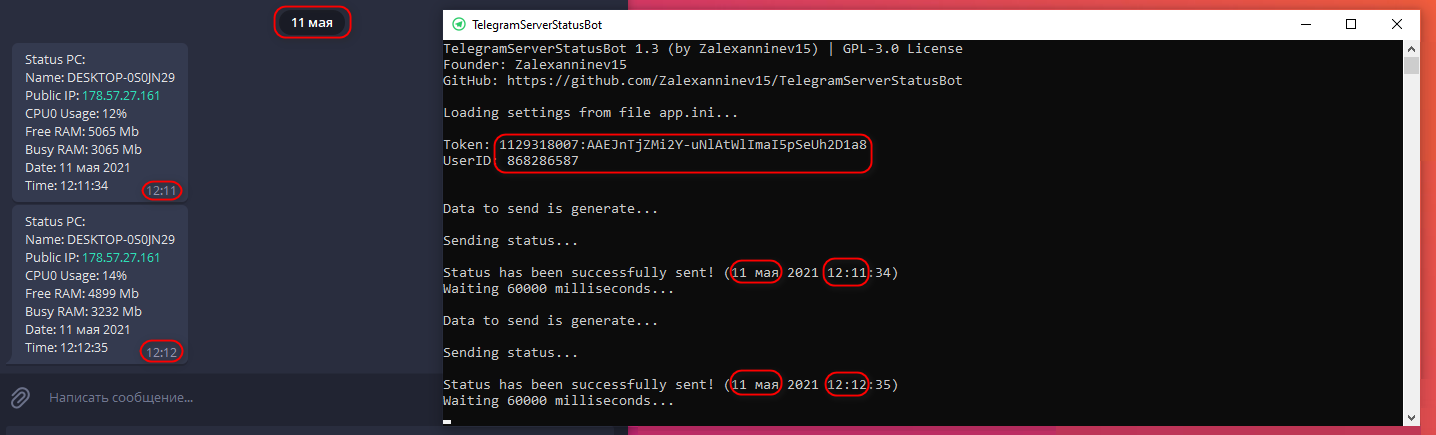 11 мая
Status PC:
Name: DESKTOP-0S0JN29
Public IP: 178.57.27.161
CPU0 Usage: 12%
Free RAM: 5065 Mb
Busy RAM: 3065 Mb
Date: 11 мая 2021
Time: 12:11:34
12:11
Status PC:
Name: DESKTOP-0S0JN29
Public IP: 178.57.27.161
CPU0 Usage: 14%
Free RAM: 4899 Mb
Busy RAM: 3232 Mb
Date: 11 мая 2021
Time: 12:12:35
12:12
Написать сообщение...
TelegramServerStatusBot
TelegramServerStatusBot 1.3 (by Zalexanninev15) | GPL-3.0 License
Founder: Zalexanninev15
GitHub: https://github.com/Zalexanninev15/TelegramServerStatusBot
Loading settings from file app.ini...
Token: 1129318007:AAEJnTjZMi2Y-uNlAtWlImaI5pSeUh2D1a8
UserID: 868286587
Data to send is generate...
Sending status...
Status has been successfully sent! (11 мая 2021 12:11:34)
Waiting 60000 milliseconds...
Data to send is generate...
Sending status...
Status has been successfully sent! (11 мая 2021 12:12:35)
Waiting 60000 milliseconds...